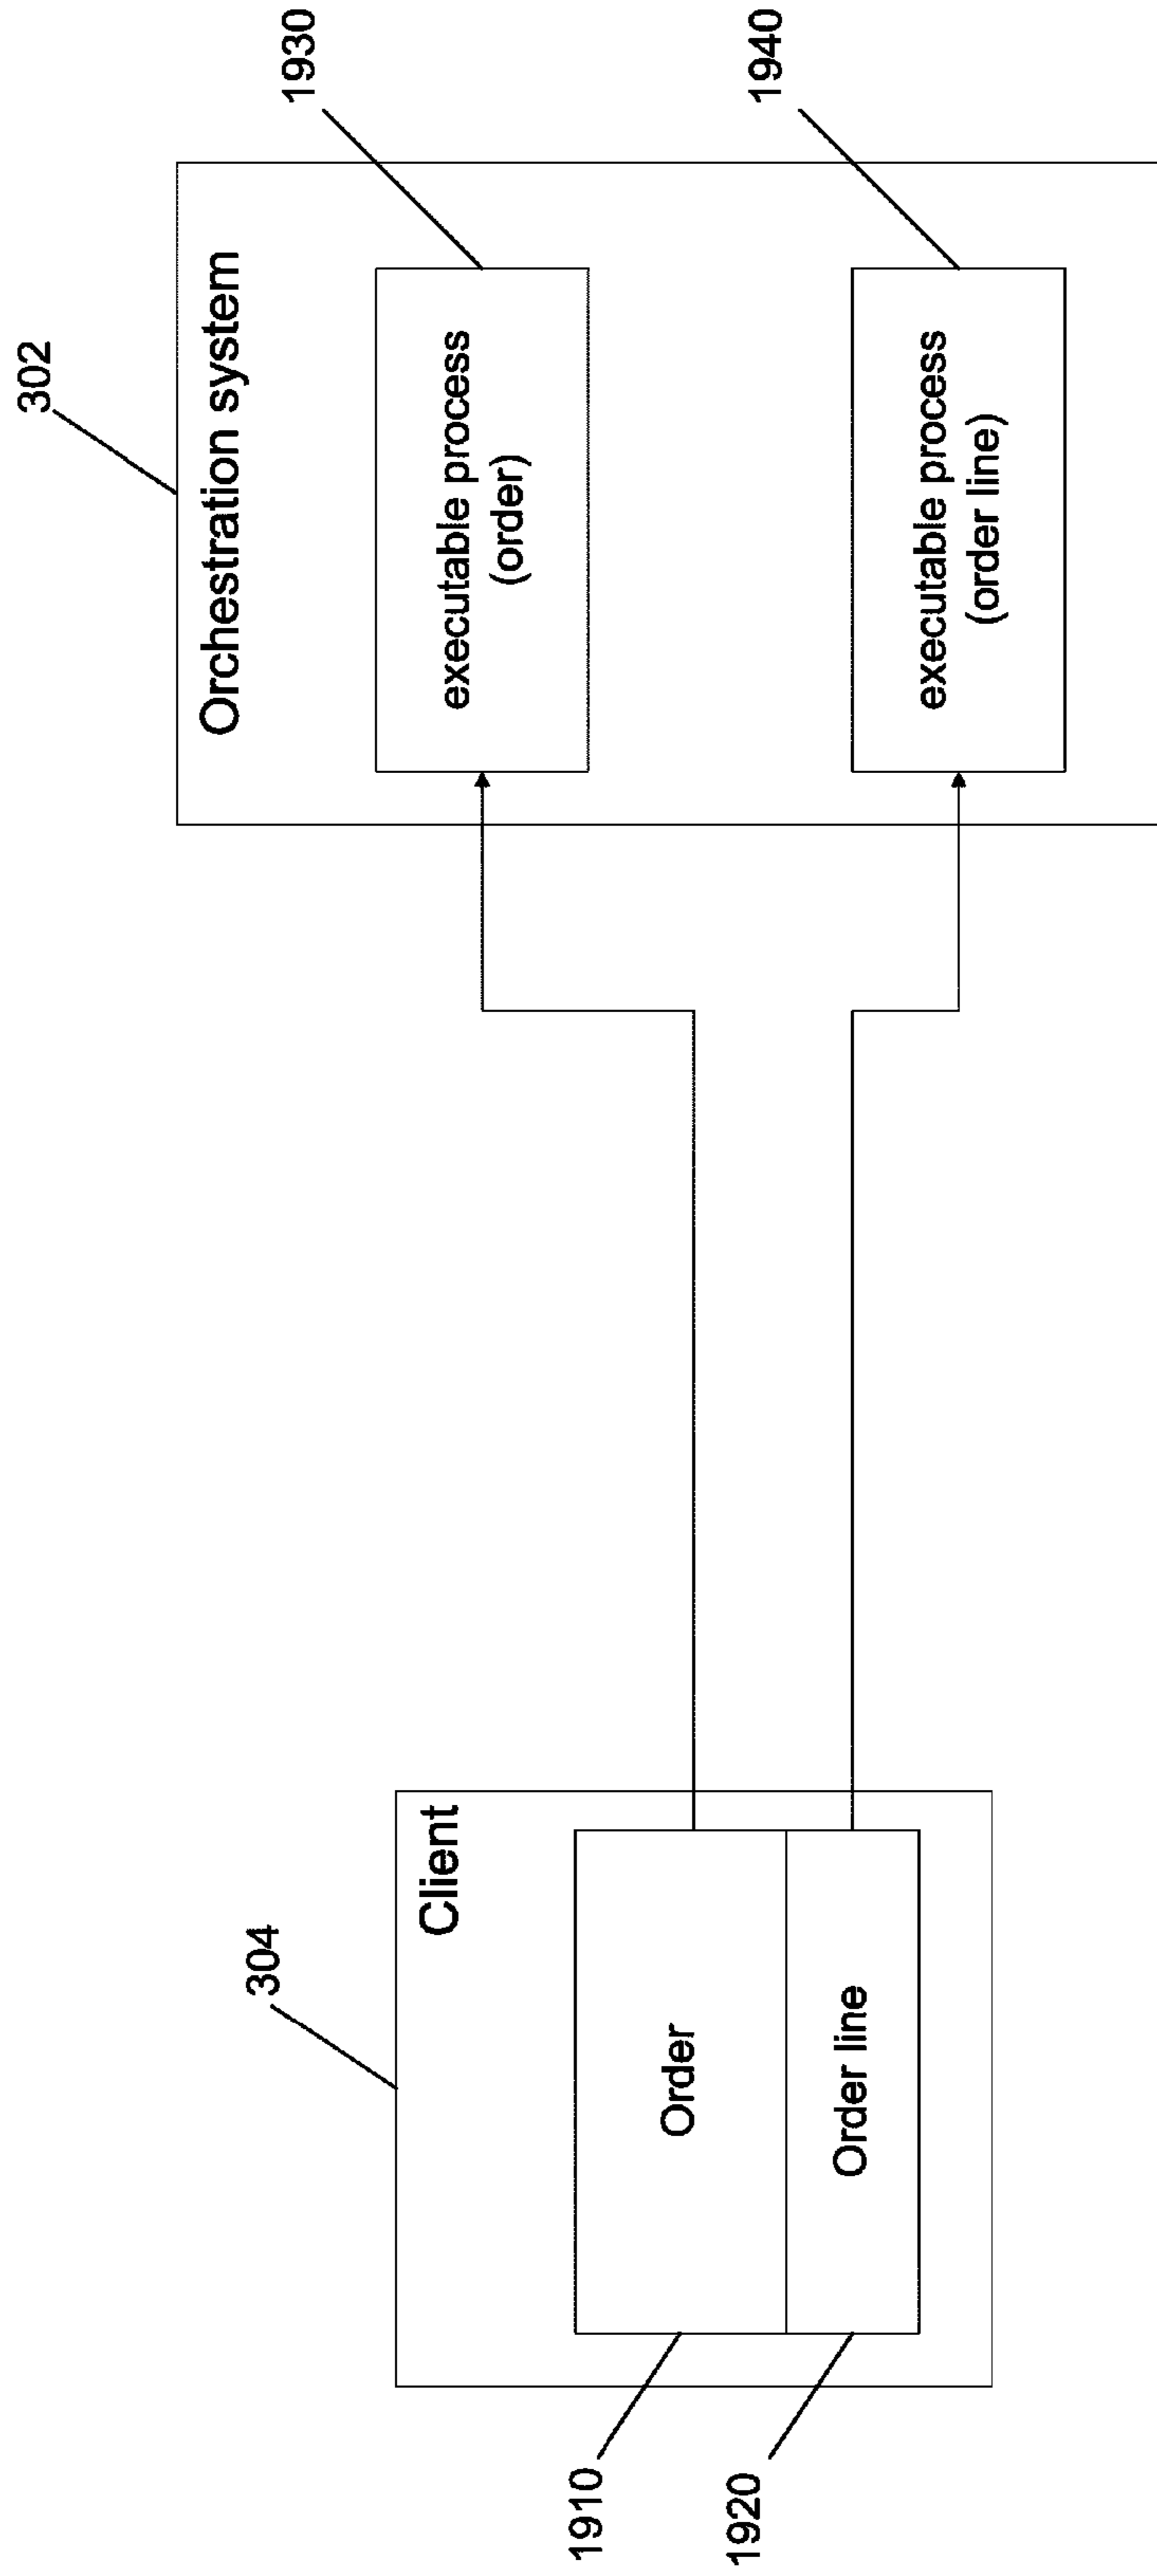 302
Orchestration system
1930
executable process
(order)
1940
executable process
(order line)
304
Client
Order
Order line
1910
1920